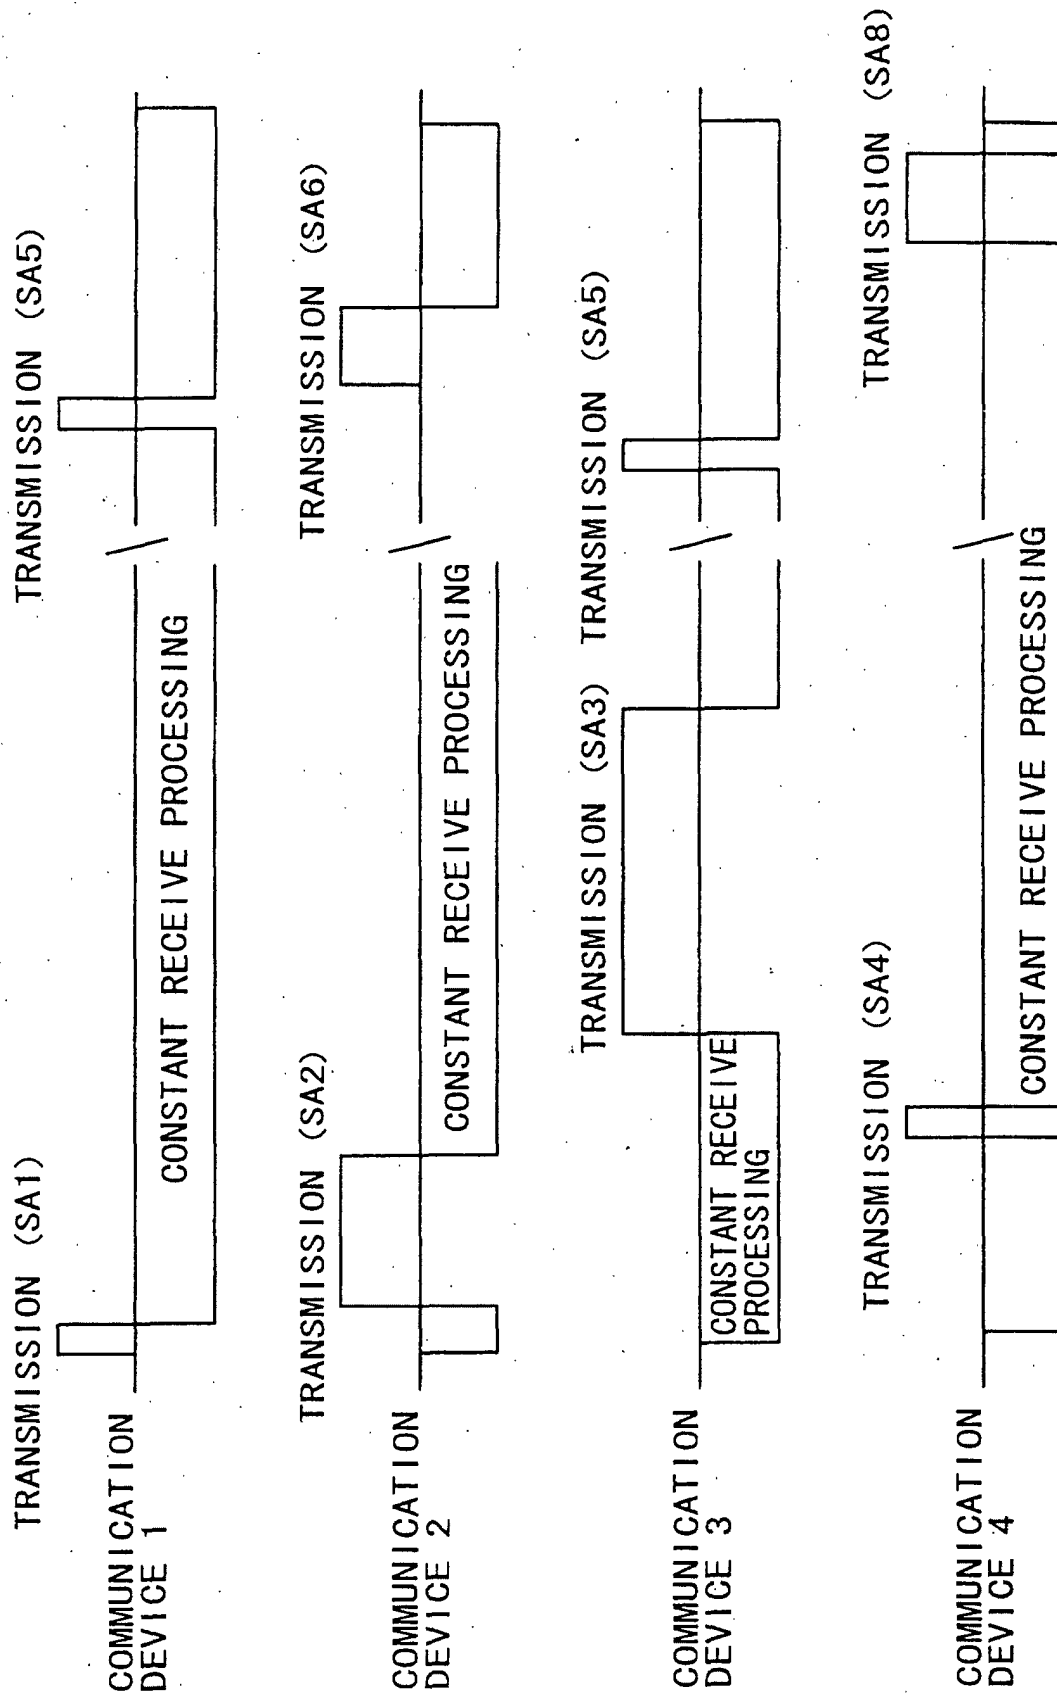 TRANSMISSION (SA1)
TRANSMISSION (SA5)
COMMUNICATION
DEVICE 1
CONSTANT RECEIVE PROCESSING
TRANSMISSION (SA2)
TRANSMISSION (SA6)
COMMUNICATION
DEVICE 2
CONSTANT RECEIVE PROCESSING
TRANSMISSION (SA3)
TRANSMISSION (SA5)
COMMUNICATION
DEVICE 3
CONSTANT RECEIVE
PROCESSING
TRANSMISSION (SA4)
TRANSMISSION (SA8)
COMMUNICATION
DEVICE 4
CONSTANT RECEIVE PROCESSING